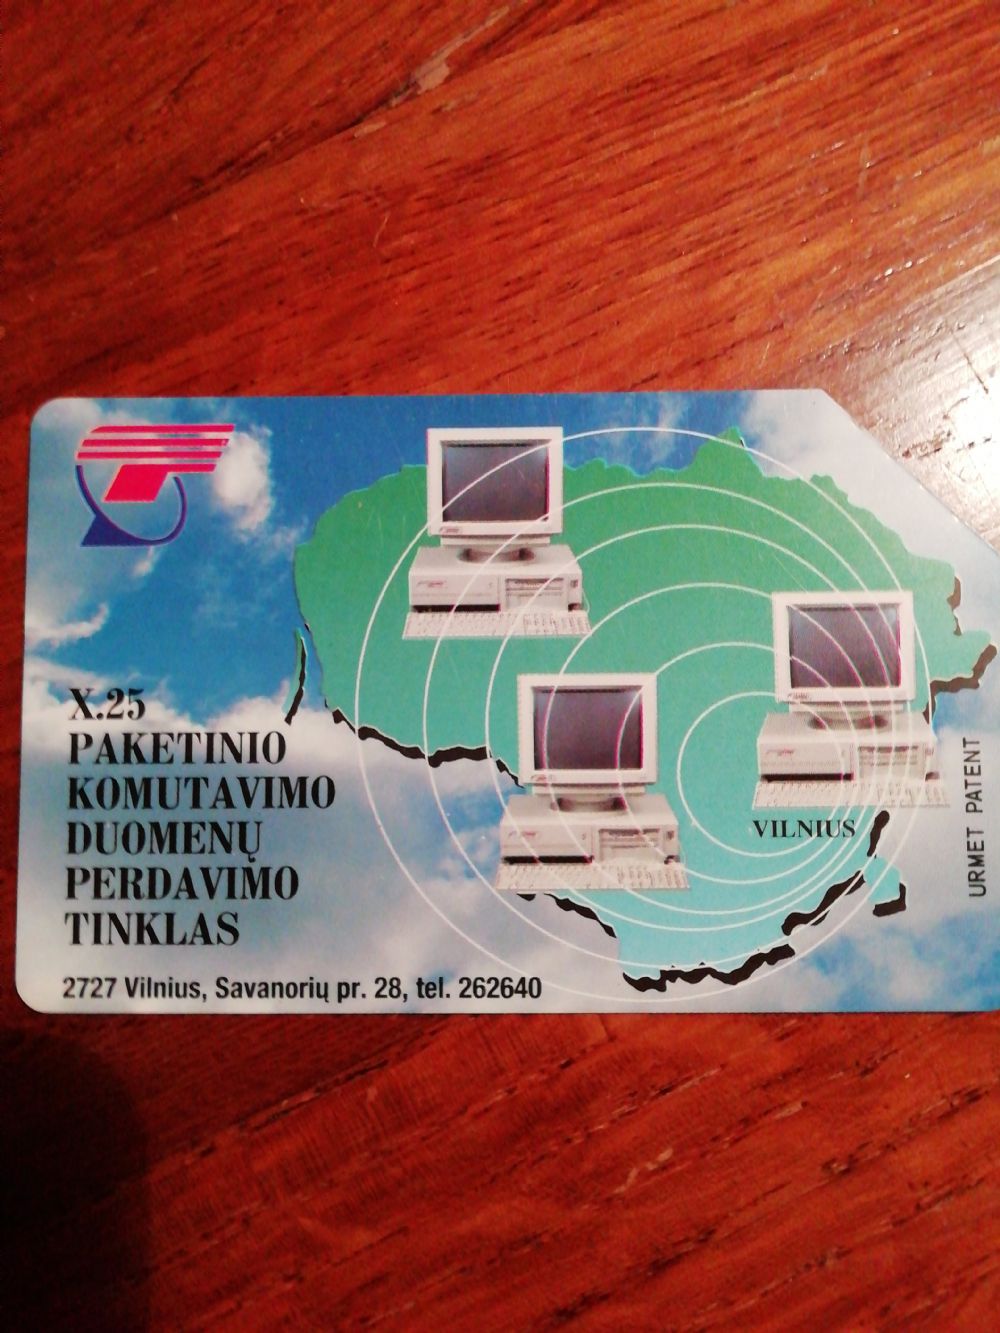 X.25
PAKETINIO
KOMUTAVIMO
DUOMENŲ
PERDAVIMO
TINKLAS
2727 Vilnius, Savanorių pr. 28, tel. 262640
VILNIUS
URMET PATENT